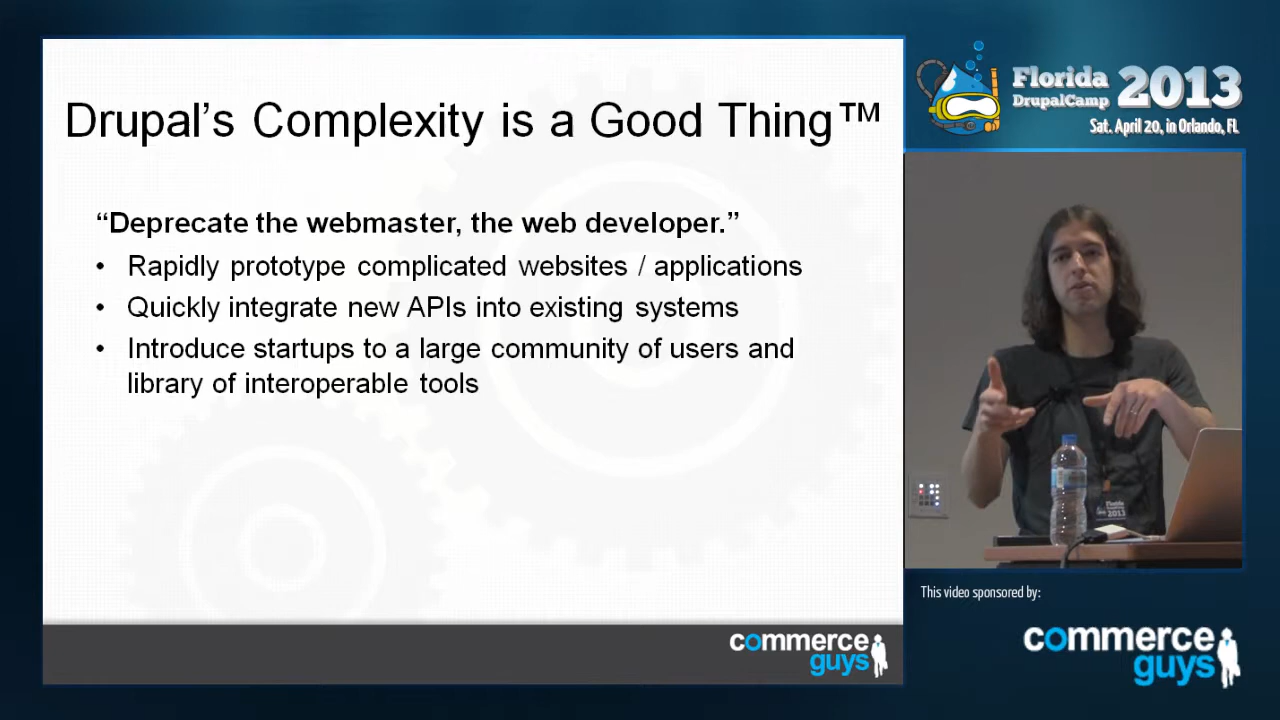 Drupal's Complexity is a Good Thing™
“Deprecate the webmaster, the web developer.”
• Rapidly prototype complicated websites / applications
• Quickly integrate new APIs into existing systems
• Introduce startups to a large community of users and
library of interoperable tools
commerce
guys
Florida
DrupalCamp
2013
Sat. April 20, in Orlando, FL
Florida
2013
This video sponsored by:
commerce
guys